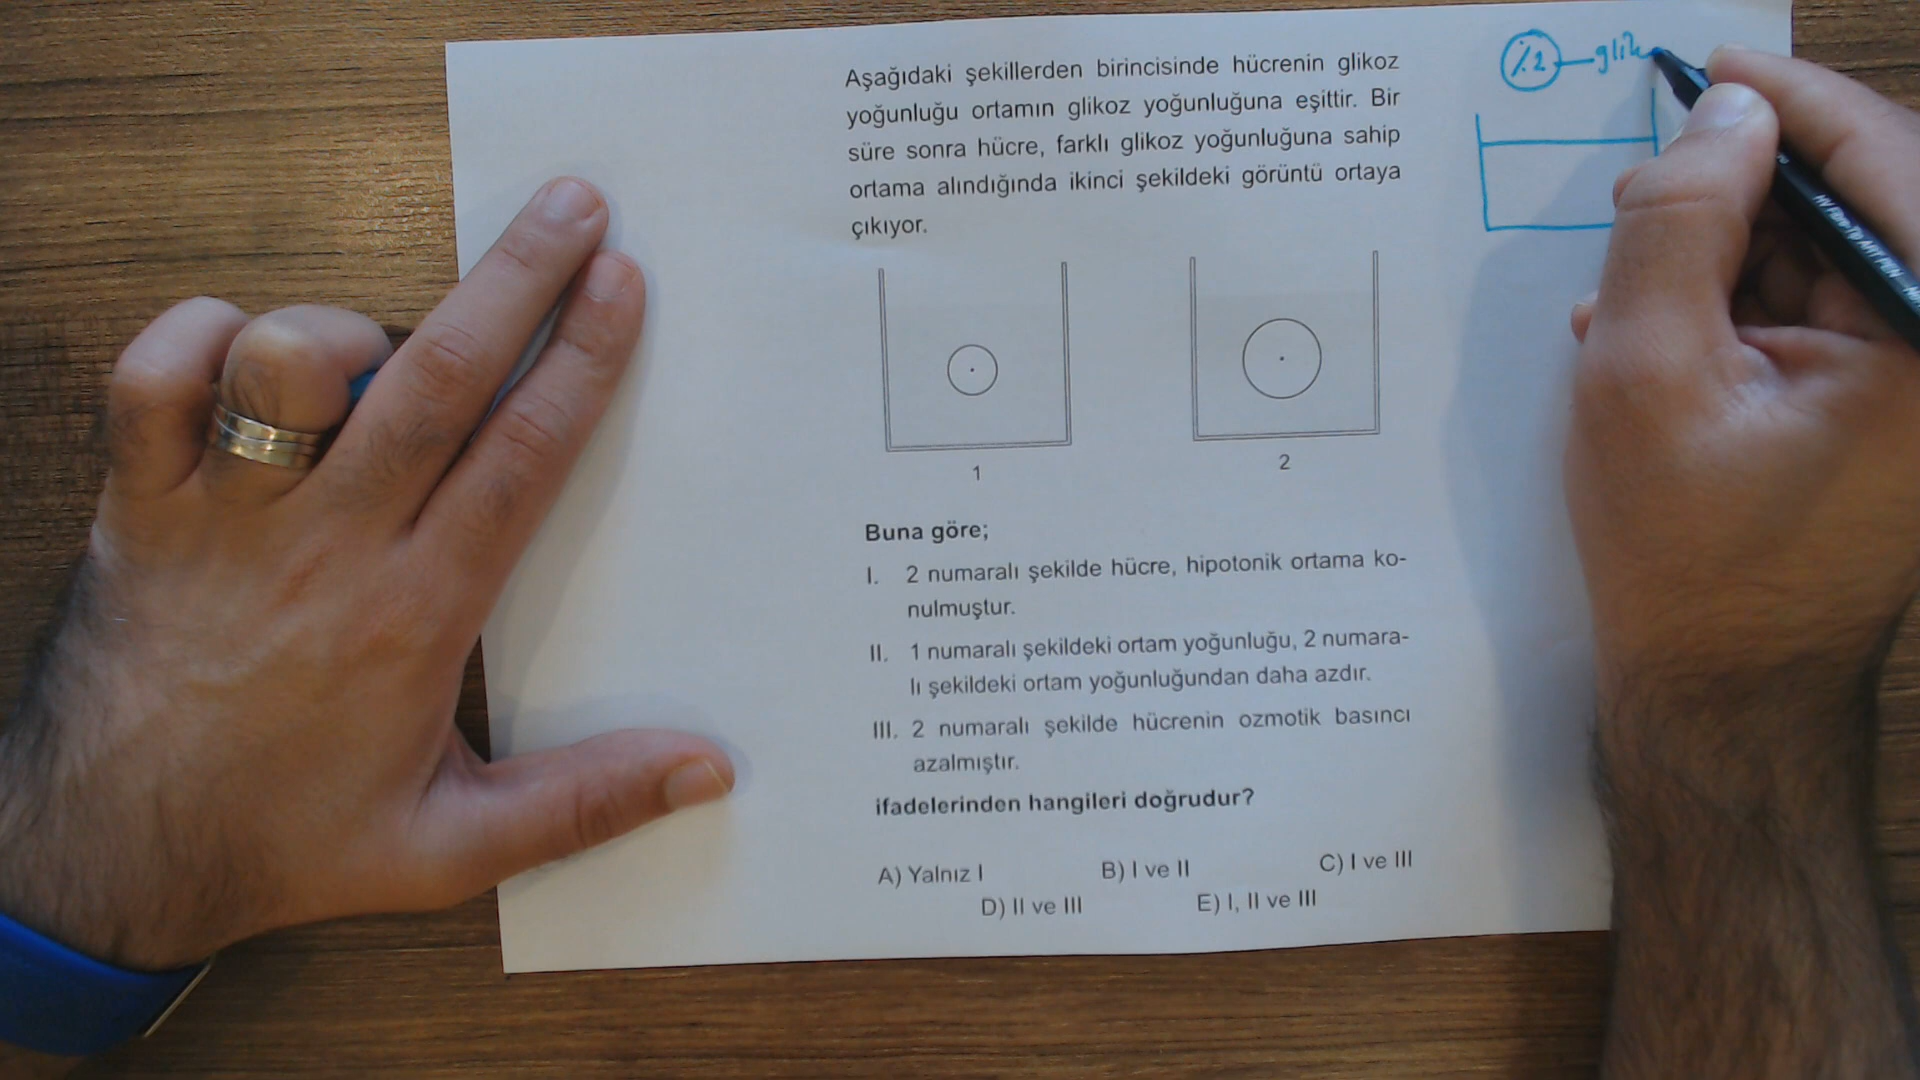 Aşağıdaki şekillerden birincisinde hücrenin glikoz
yoğunluğu ortamın glikoz yoğunluğuna eşittir. Bir
süre sonra hücre, farklı glikoz yoğunluğuna sahip
ortama alındığında ikinci şekildeki görüntü ortaya
çıkıyor.
%2 glik
1
2
Buna göre;
I. 2 numaralı şekilde hücre, hipotonik ortama ko-
nulmuştur.
II. 1 numaralı şekildeki ortam yoğunluğu, 2 numara-
lı şekildeki ortam yoğunluğundan daha azdır.
III. 2 numaralı şekilde hücrenin ozmotik basıncı
azalmıştır.
ifadelerinden hangileri doğrudur?
A) Yalnız I B) I ve II C) I ve III
D) II ve III E) I, II ve III